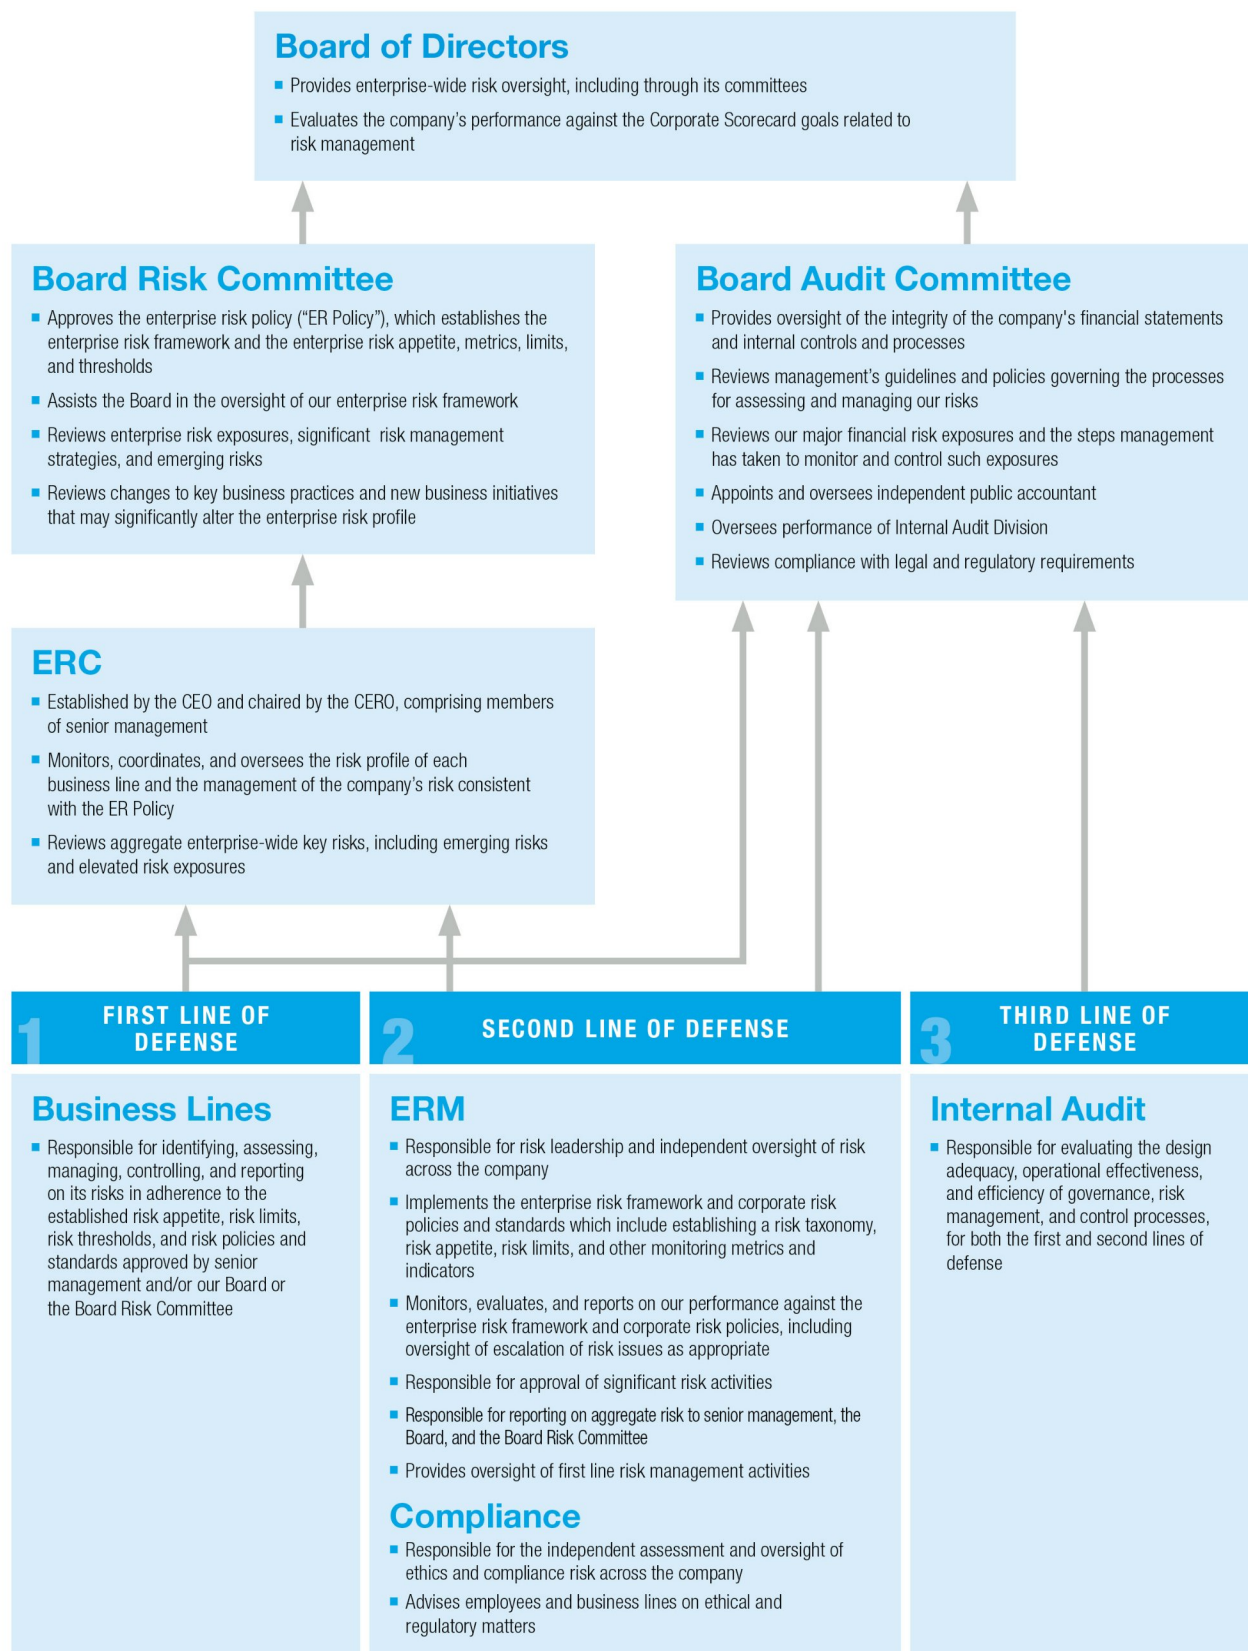 Board of Directors
Provides enterprise-wide risk oversight, including through its committees
Evaluates the company’s performance against the Corporate Scorecard goals related to
risk management
Board Risk Committee
Approves the enterprise risk policy (“ER Policy”), which establishes the
enterprise risk framework and the enterprise risk appetite, metrics, limits,
and thresholds
Assists the Board in the oversight of our enterprise risk framework
Reviews enterprise risk exposures, significant risk management
strategies, and emerging risks
Reviews changes to key business practices and new business initiatives
that may significantly alter the enterprise risk profile
Board Audit Committee
Provides oversight of the integrity of the company's financial statements
and internal controls and processes
Reviews management’s guidelines and policies governing the processes
for assessing and managing our risks
Reviews our major financial risk exposures and the steps management
has taken to monitor and control such exposures
Appoints and oversees independent public accountant
Oversees performance of Internal Audit Division
Reviews compliance with legal and regulatory requirements
ERC
Established by the CEO and chaired by the CERO, comprising members
of senior management
Monitors, coordinates, and oversees the risk profile of each
business line and the management of the company’s risk consistent
with the ER Policy
Reviews aggregate enterprise-wide key risks, including emerging risks
and elevated risk exposures
1
FIRST LINE OF
DEFENSE
Business Lines
Responsible for identifying, assessing,
managing, controlling, and reporting
on its risks in adherence to the
established risk appetite, risk limits,
risk thresholds, and risk policies and
standards approved by senior
management and/or our Board or
the Board Risk Committee
2
SECOND LINE OF DEFENSE
ERM
Responsible for risk leadership and independent oversight of risk
across the company
Implements the enterprise risk framework and corporate risk
policies and standards which include establishing a risk taxonomy,
risk appetite, risk limits, and other monitoring metrics and
indicators
Monitors, evaluates, and reports on our performance against the
enterprise risk framework and corporate risk policies, including
oversight of escalation of risk issues as appropriate
Responsible for approval of significant risk activities
Responsible for reporting on aggregate risk to senior management, the
Board, and the Board Risk Committee
Provides oversight of first line risk management activities
Compliance
Responsible for the independent assessment and oversight of
ethics and compliance risk across the company
Advises employees and business lines on ethical and
regulatory matters
3
THIRD LINE OF
DEFENSE
Internal Audit
Responsible for evaluating the design
adequacy, operational effectiveness,
and efficiency of governance, risk
management, and control processes,
for both the first and second lines of
defense